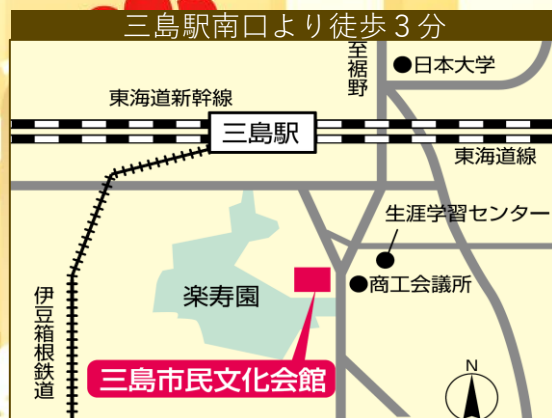 三島駅南口より徒歩３分
至裾野
●日本大学
東海道新幹線
三島駅
東海道線
生涯学習センター
●商工会議所
楽寿園
伊豆箱根鉄道
三島市民文化会館
N